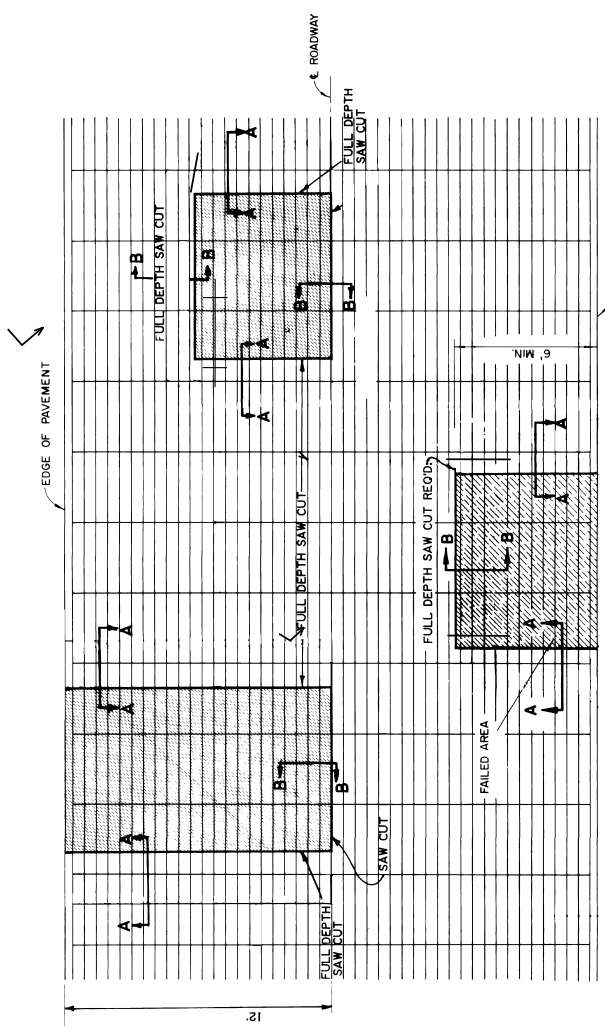 EDGE OF PAVEMENT
℄ ROADWAY
FULL DEPTH
SAW CUT
FULL DEPTH SAW CUT
B
B
B
B
A
A
A
A
FULL DEPTH SAW CUT
A
A
A
A
B
B
12'
FULL DEPTH
SAW CUT
SAW CUT
6' MIN.
FULL DEPTH SAW CUT REQ'D.
B
B
A
A
A
A
FAILED AREA